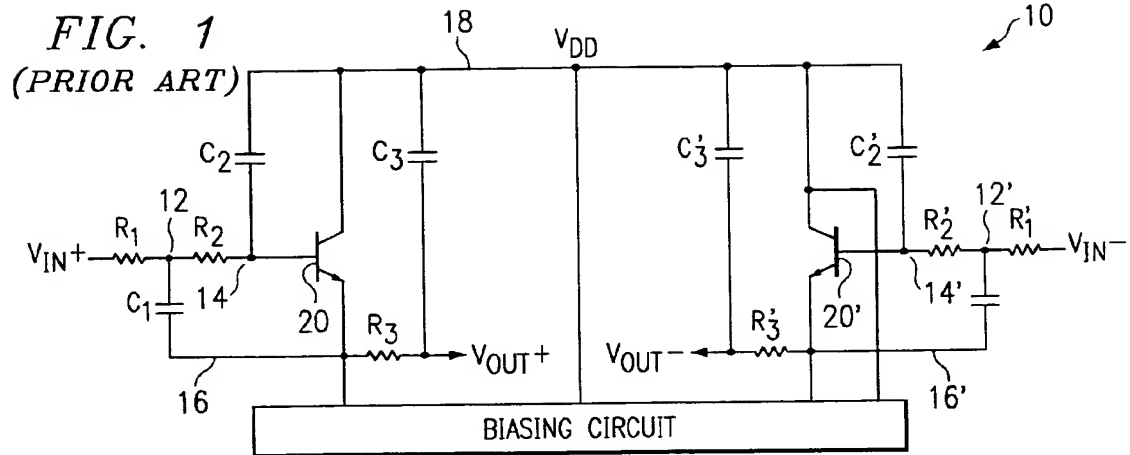 FIG. 1
(PRIOR ART)
18
V_DD
10
C_2
C_3
C'_3
C'_2
12
R_1
R_2
V_IN+
R'_2
12'
R'_1
V_IN-
14
C_1
20
R_3
V_OUT+
V_OUT-
R'_3
20'
14'
16
16'
BIASING CIRCUIT